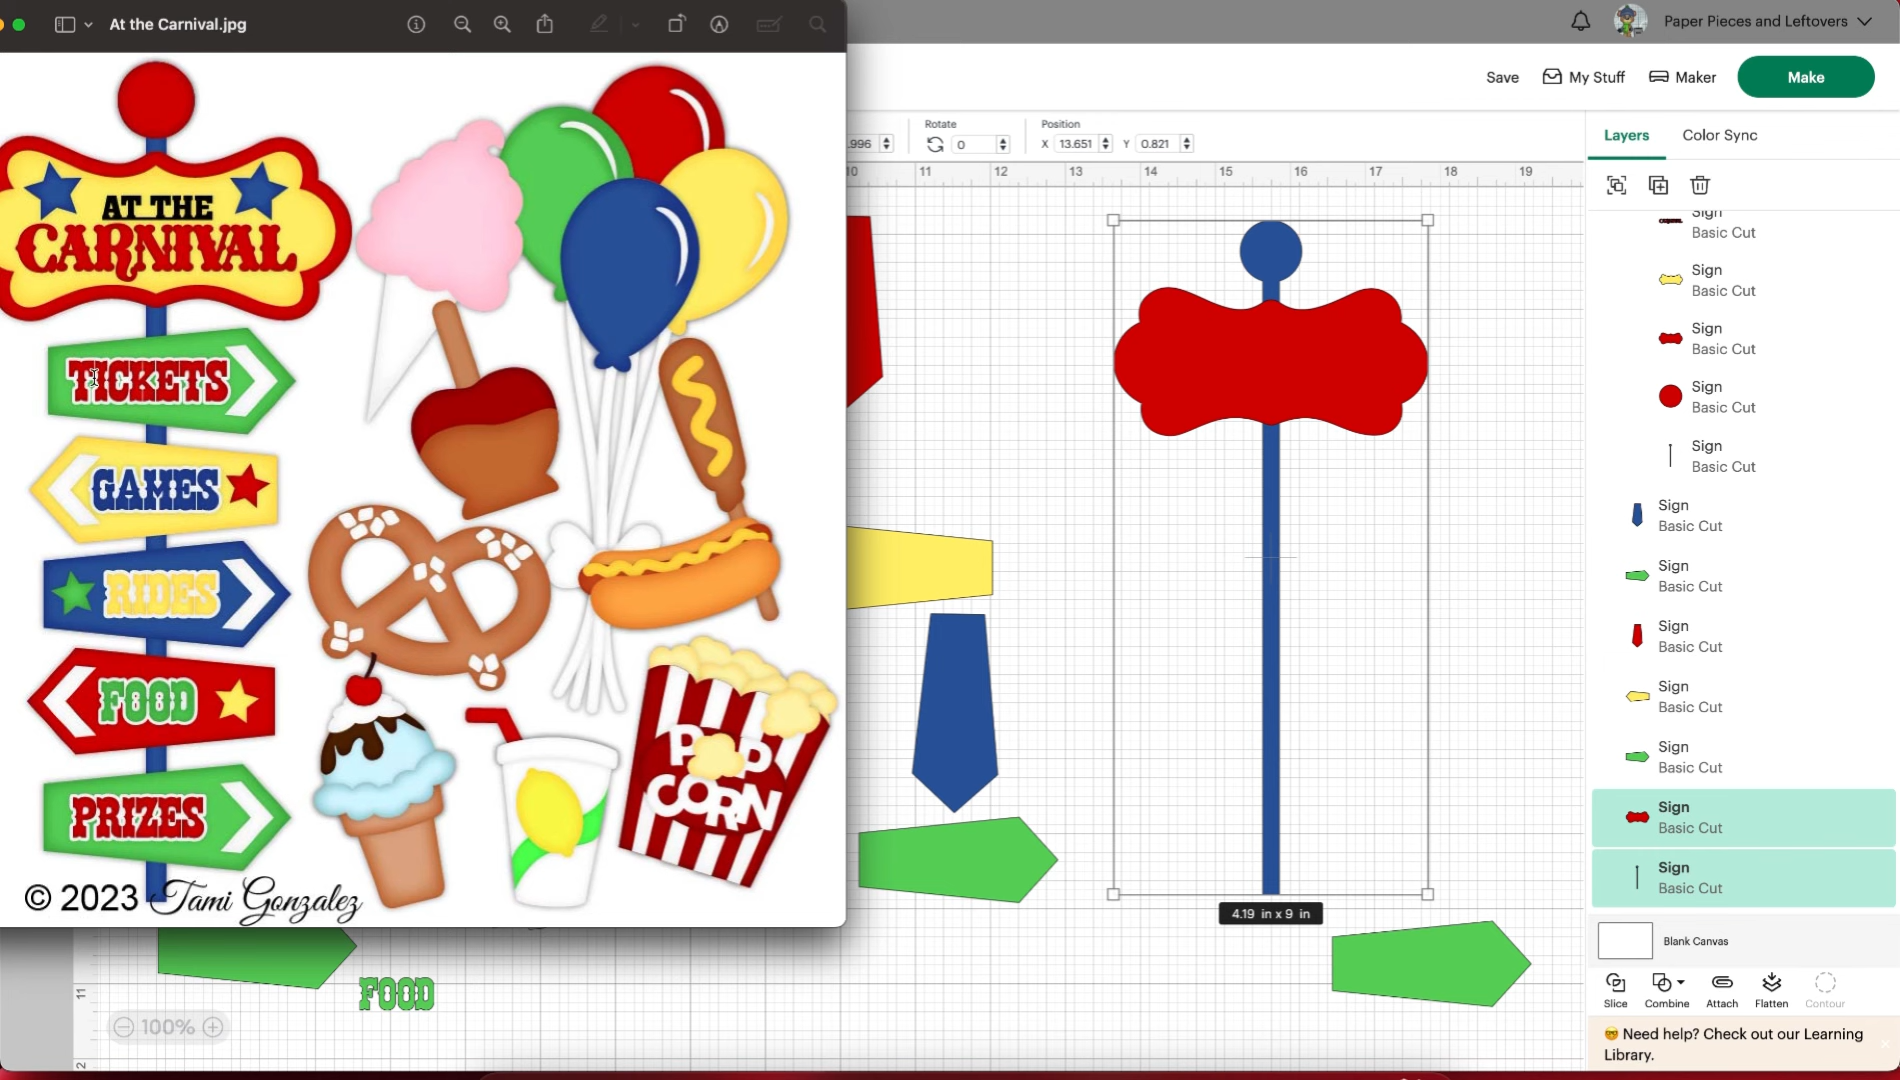 At the Carnival.jpg
Paper Pieces and Leftovers
Save
My Stuff
Maker
Make
.996
Rotate
0
Position
X 13.651
Y 0.821
Layers
Color Sync
10 11 12 13 14 15 16 17 18 19
AT THE
CARNIVAL
TICKETS
GAMES
RIDES
FOOD
PRIZES
POP
CORN
© 2023 Tami Gonzalez
Sign
Basic Cut
Sign
Basic Cut
Sign
Basic Cut
Sign
Basic Cut
Sign
Basic Cut
Sign
Basic Cut
Sign
Basic Cut
Sign
Basic Cut
Sign
Basic Cut
Sign
Basic Cut
Sign
Basic Cut
Sign
Basic Cut
4.19 in x 9 in
Blank Canvas
11
FOOD
100%
2
Slice
Combine
Attach
Flatten
Contour
Need help? Check out our Learning
Library.